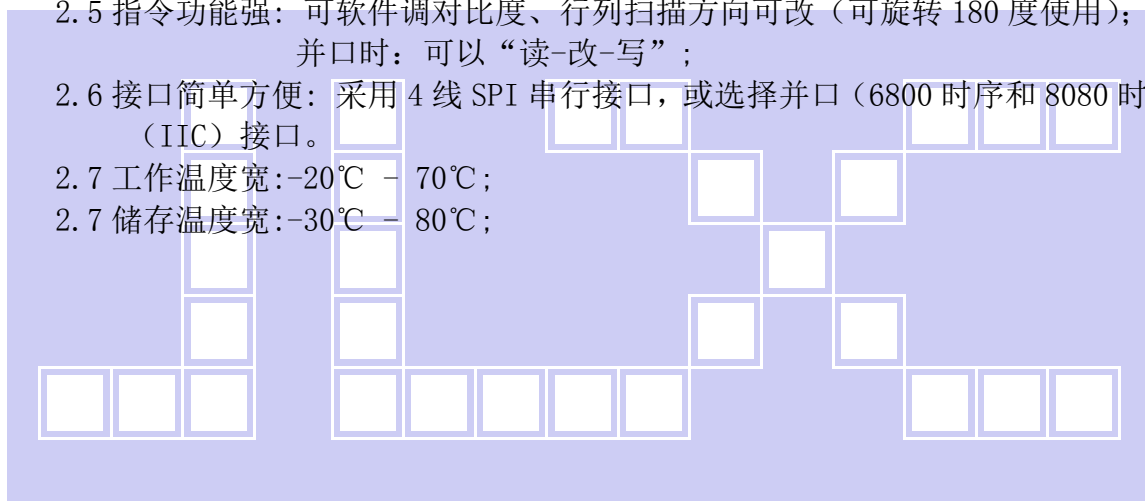 2.5 指令功能强: 可软件调对比度、行列扫描方向可改（可旋转 180 度使用）;
并口时: 可以“读-改-写”;
2.6 接口简单方便: 采用 4 线 SPI 串行接口, 或选择并口（6800 时序和 8080 时
（IIC）接口。
2.7 工作温度宽:-20℃ - 70℃;
2.7 储存温度宽:-30℃ - 80℃;